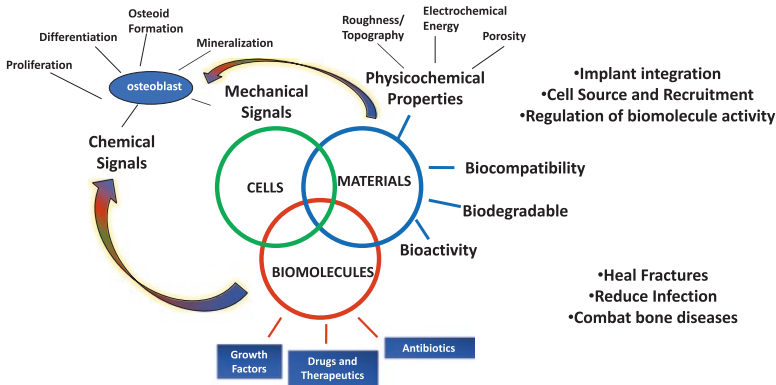 Osteoid
Formation
Differentiation
Mineralization
Proliferation
osteoblast
Mechanical
Signals
Chemical
Signals
Roughness/
Topography
Electrochemical
Energy
Porosity
Physicochemical
Properties
•Implant integration
•Cell Source and Recruitment
•Regulation of biomolecule activity
CELLS
MATERIALS
Biocompatibility
Biodegradable
Bioactivity
BIOMOLECULES
•Heal Fractures
•Reduce Infection
•Combat bone diseases
Growth
Factors
Drugs and
Therapeutics
Antibiotics